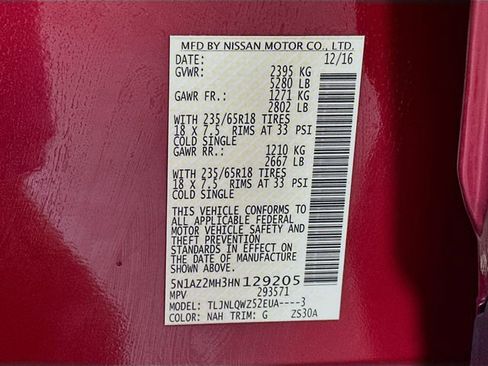 MFD BY NISSAN MOTOR CO., LTD.
DATE: 12/16
GVWR: 2395 KG
5280 LB
GAWR FR.: 1271 KG
2802 LB
WITH 235/65R18 TIRES
18 X 7.5 RIMS AT 33 PSI
COLD SINGLE
GAWR RR.: 1210 KG
2667 LB
WITH 235/65R18 TIRES
18 X 7.5 RIMS AT 33 PSI
COLD SINGLE
THIS VEHICLE CONFORMS TO
ALL APPLICABLE FEDERAL
MOTOR VEHICLE SAFETY AND
THEFT PREVENTION
STANDARDS IN EFFECT ON
THE DATE OF MANUFACTURE
SHOWN ABOVE.
5N1AZ2MH3HN129205
MPV 293571
MODEL: TLJNLQWZ52EUA----3
COLOR: NAH TRIM: G ZS30A